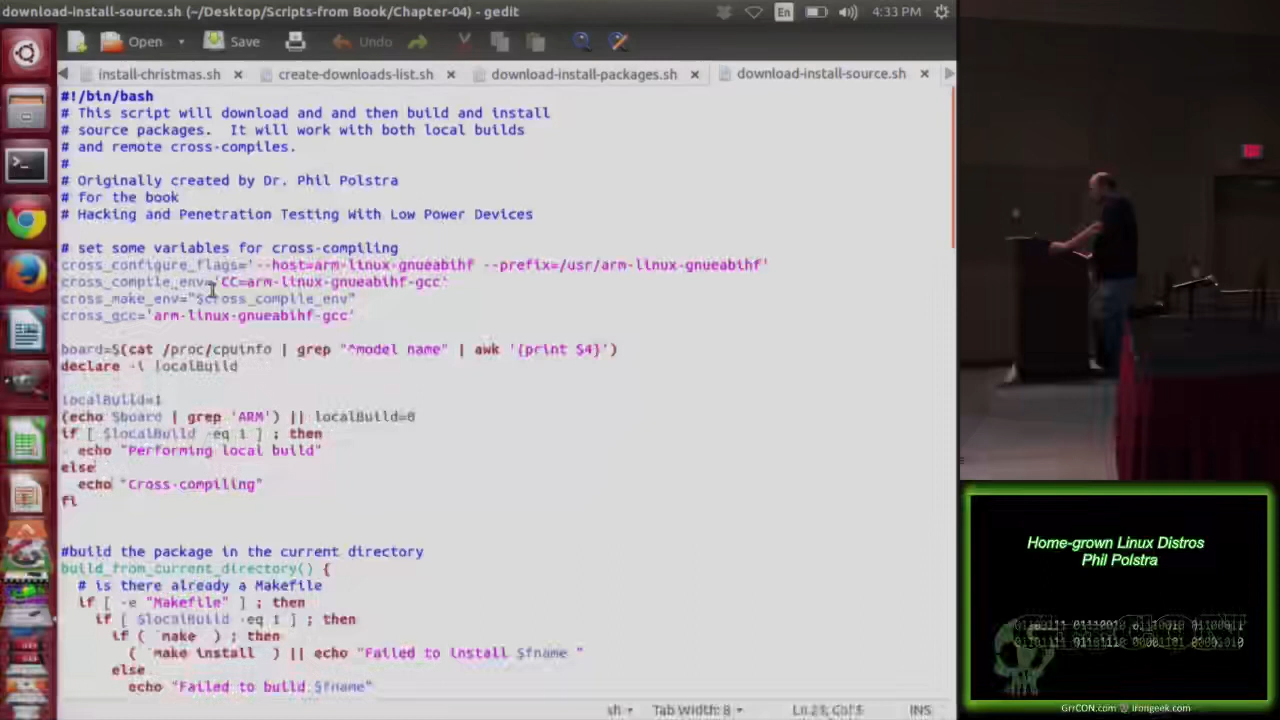 download-install-source.sh (~/Desktop/Scripts-from Book/Chapter-04) - gedit
En
4:33 PM
Open
Save
Undo
install-christmas.sh
create-downloads-list.sh
download-install-packages.sh
download-install-source.sh
#!/bin/bash
# This script will download and and then build and install
# source packages.  It will work with both local builds
# and remote cross-compiles.
#
# Originally created by Dr. Phil Polstra
# for the book
# Hacking and Penetration Testing With Low Power Devices
# set some variables for cross-compiling
cross_configure_flags='--host=arm-linux-gnueabihf --prefix=/usr/arm-linux-gnueabihf'
cross_compile_env='CC=arm-linux-gnueabihf-gcc'
cross_make_env="$cross_compile_env"
cross_gcc='arm-linux-gnueabihf-gcc'
board=$(cat /proc/cpuinfo | grep "^model name" | awk '{print $4}')
declare -i localBuild
localBuild=1
(echo $board | grep 'ARM') || localBuild=0
if [ $localBuild -eq 1 ] ; then
  echo "Performing local build"
else
  echo "Cross-compiling"
fi
#build the package in the current directory
build_from_current_directory() {
  # is there already a Makefile
  if [ -e "Makefile" ] ; then
    if [ $localBuild -eq 1 ] ; then
      if ( `make` ) ; then
        ( `make install` ) || echo "Failed to install $fname "
      else
        echo "Failed to build $fname"
sh
Tab Width: 8
Ln 23, Col 5
INS
Home-grown Linux Distros
Phil Polstra
GrrCON.com
irongeek.com